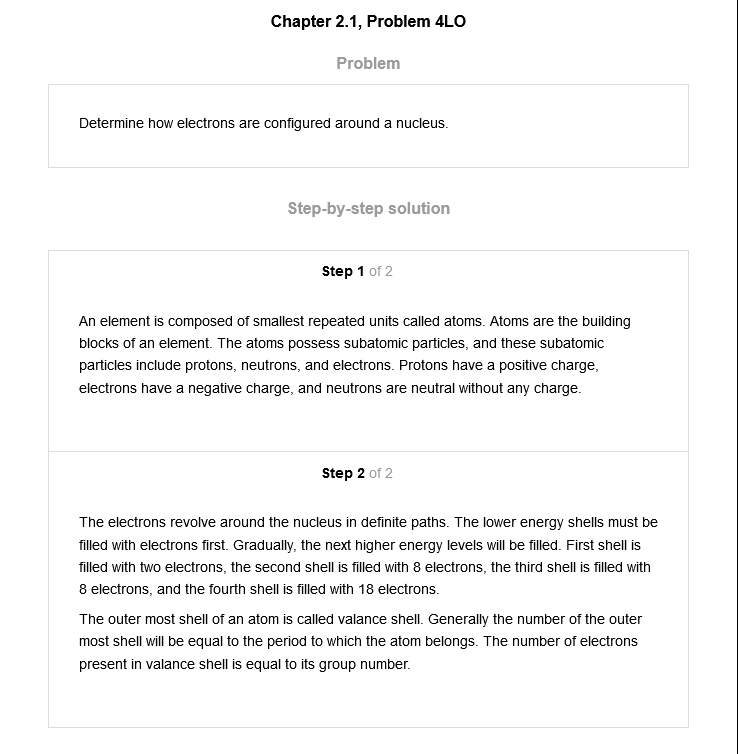 Chapter 2.1, Problem 4LO
Problem
Determine how electrons are configured around a nucleus.
Step-by-step solution
Step 1 of 2
An element is composed of smallest repeated units called atoms. Atoms are the building
blocks of an element. The atoms possess subatomic particles, and these subatomic
particles include protons, neutrons, and electrons. Protons have a positive charge,
electrons have a negative charge, and neutrons are neutral without any charge.
Step 2 of 2
The electrons revolve around the nucleus in definite paths. The lower energy shells must be
filled with electrons first. Gradually, the next higher energy levels will be filled. First shell is
filled with two electrons, the second shell is filled with 8 electrons, the third shell is filled with
8 electrons, and the fourth shell is filled with 18 electrons.
The outer most shell of an atom is called valance shell. Generally the number of the outer
most shell will be equal to the period to which the atom belongs. The number of electrons
present in valance shell is equal to its group number.